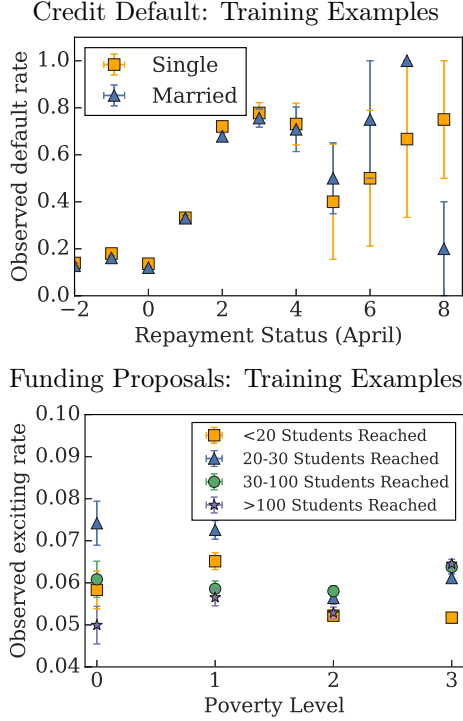 Credit Default: Training Examples
Observed default rate
1.0
0.8
0.6
0.4
0.2
0.0
Single
Married
−2 0 2 4 6 8
Repayment Status (April)
Funding Proposals: Training Examples
Observed exciting rate
0.10
0.09
0.08
0.07
0.06
0.05
0.04
<20 Students Reached
20-30 Students Reached
30-100 Students Reached
>100 Students Reached
0 1 2 3
Poverty Level